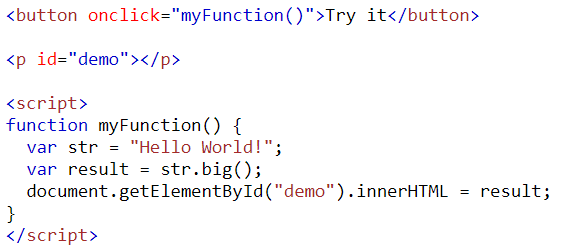 <button onclick="myFunction()">Try it</button>
<p id="demo"></p>
<script>
function myFunction() {
  var str = "Hello World!";
  var result = str.big();
  document.getElementById("demo").innerHTML = result;
}
</script>